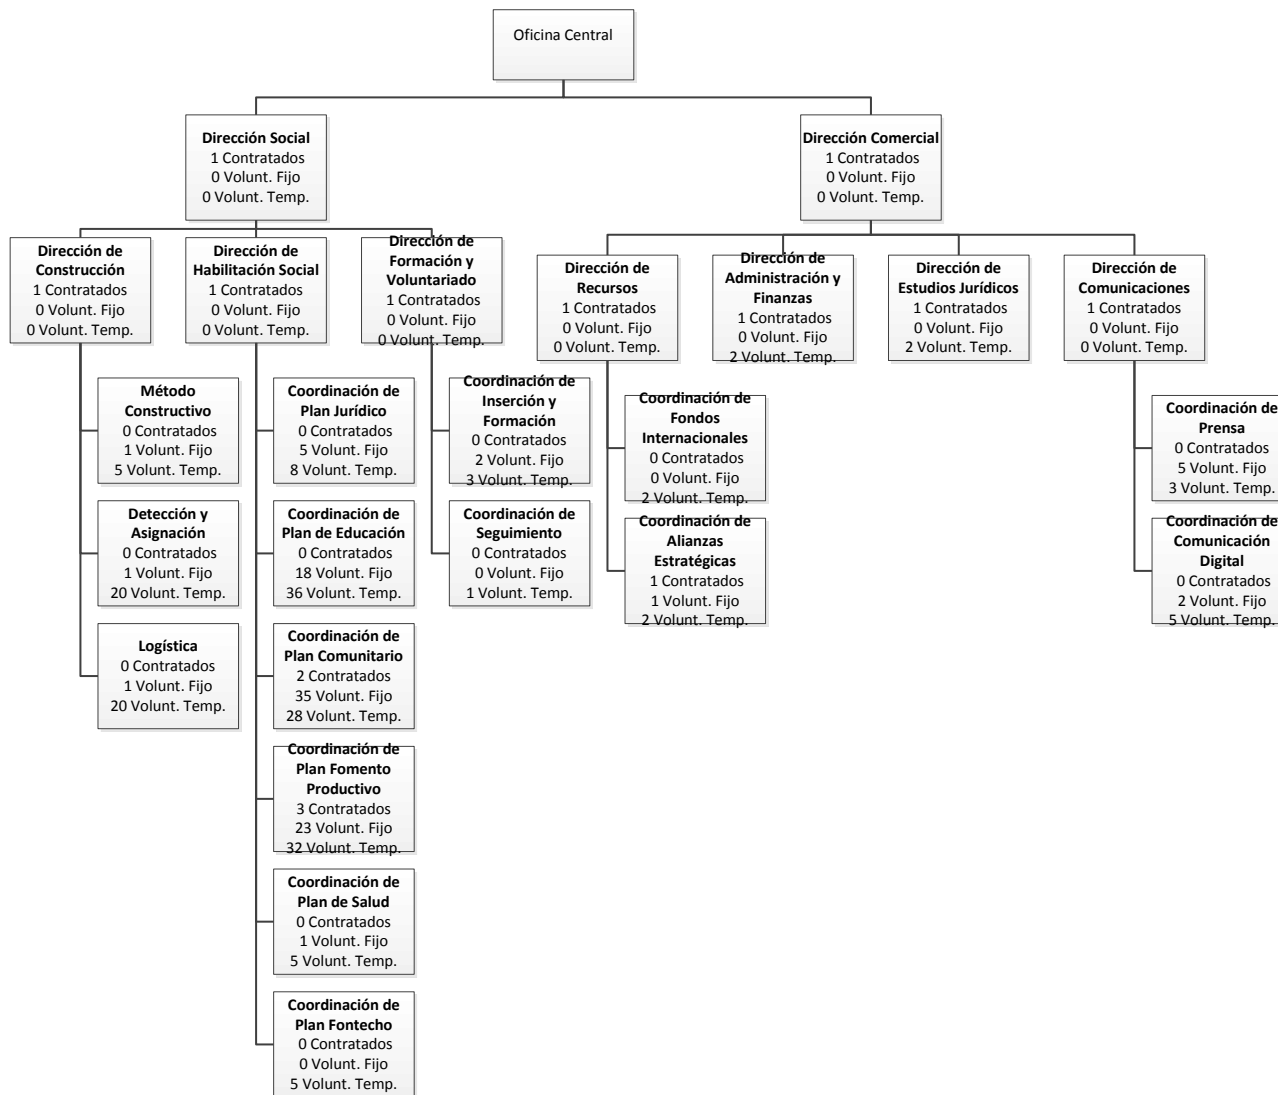 Oficina Central
Dirección Social
1 Contratados
0 Volunt. Fijo
0 Volunt. Temp.
Dirección Comercial
1 Contratados
0 Volunt. Fijo
0 Volunt. Temp.
Dirección de
Construcción
1 Contratados
0 Volunt. Fijo
0 Volunt. Temp.
Dirección de
Habilitación Social
1 Contratados
0 Volunt. Fijo
0 Volunt. Temp.
Dirección de
Formación y
Voluntariado
1 Contratados
0 Volunt. Fijo
0 Volunt. Temp.
Dirección de
Recursos
1 Contratados
0 Volunt. Fijo
0 Volunt. Temp.
Dirección de
Administración y
Finanzas
1 Contratados
0 Volunt. Fijo
2 Volunt. Temp.
Dirección de
Estudios Jurídicos
1 Contratados
0 Volunt. Fijo
2 Volunt. Temp.
Dirección de
Comunicaciones
1 Contratados
0 Volunt. Fijo
0 Volunt. Temp.
Método
Constructivo
0 Contratados
1 Volunt. Fijo
5 Volunt. Temp.
Detección y
Asignación
0 Contratados
1 Volunt. Fijo
20 Volunt. Temp.
Logística
0 Contratados
1 Volunt. Fijo
20 Volunt. Temp.
Coordinación de
Plan Jurídico
0 Contratados
5 Volunt. Fijo
8 Volunt. Temp.
Coordinación de
Plan de Educación
0 Contratados
18 Volunt. Fijo
36 Volunt. Temp.
Coordinación de
Plan Comunitario
2 Contratados
35 Volunt. Fijo
28 Volunt. Temp.
Coordinación de
Plan Fomento
Productivo
3 Contratados
23 Volunt. Fijo
32 Volunt. Temp.
Coordinación de
Plan de Salud
0 Contratados
1 Volunt. Fijo
5 Volunt. Temp.
Coordinación de
Plan Fontecho
0 Contratados
0 Volunt. Fijo
5 Volunt. Temp.
Coordinación de
Inserción y
Formación
0 Contratados
2 Volunt. Fijo
3 Volunt. Temp.
Coordinación de
Seguimiento
0 Contratados
0 Volunt. Fijo
1 Volunt. Temp.
Coordinación de
Fondos
Internacionales
0 Contratados
0 Volunt. Fijo
2 Volunt. Temp.
Coordinación de
Alianzas
Estratégicas
1 Contratados
1 Volunt. Fijo
2 Volunt. Temp.
Coordinación de
Prensa
0 Contratados
5 Volunt. Fijo
3 Volunt. Temp.
Coordinación de
Comunicación
Digital
0 Contratados
2 Volunt. Fijo
5 Volunt. Temp.